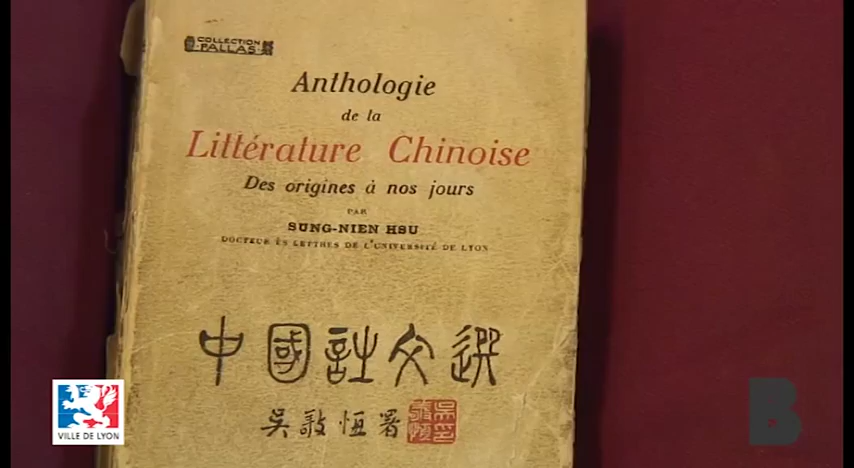 COLLECTION
PALLAS
Anthologie
de la
Littérature Chinoise
Des origines à nos jours
PAR
SUNG-NIEN HSU
DOCTEUR ÈS LETTRES DE L'UNIVERSITÉ DE LYON
中國詩文選
吳敬恆署
VILLE DE LYON
B